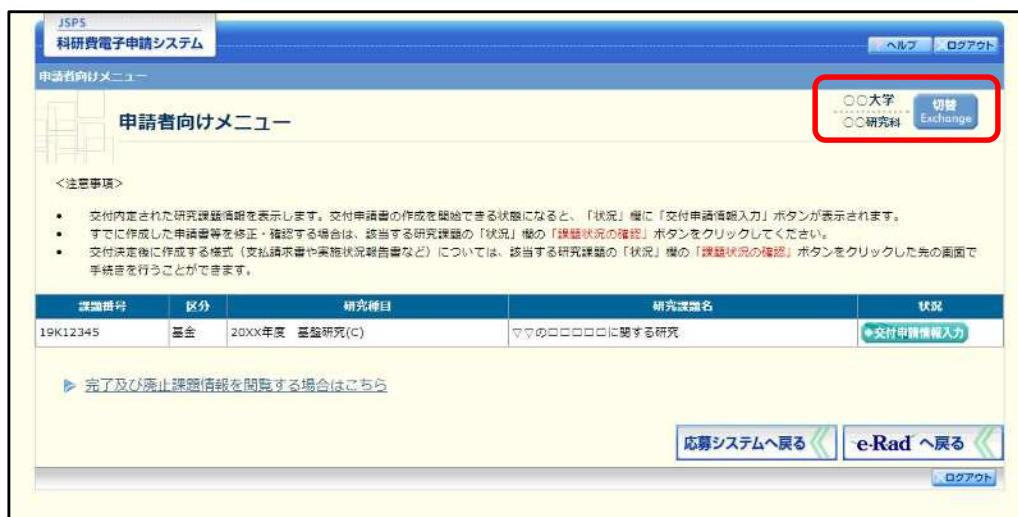 JSPS
科研費電子申請システム
ヘルプ
ログアウト
申請者向けメニュー
申請者向けメニュー
○○大学
○○研究科
切替
Exchange
<注意事項>
• 交付内定された研究課題情報を表示します。交付申請書の作成を開始できる状態になると、「状況」欄に「交付申請情報入力」ボタンが表示されます。
• すでに作成した申請書等を修正・確認する場合は、該当する研究課題の「状況」欄の「課題状況の確認」ボタンをクリックしてください。
• 交付決定後に作成する様式（支払請求書や実施状況報告書など）については、該当する研究課題の「状況」欄の「課題状況の確認」ボタンをクリックした先の画面で
手続きを行うことができます。
課題番号 区分 研究種目 研究課題名 状況
19K12345 基金 20XX年度 基盤研究(C) ▽▽の□□□□□に関する研究 交付申請情報入力
完了及び廃止課題情報を閲覧する場合はこちら
応募システムへ戻る
e-Rad へ戻る
ログアウト